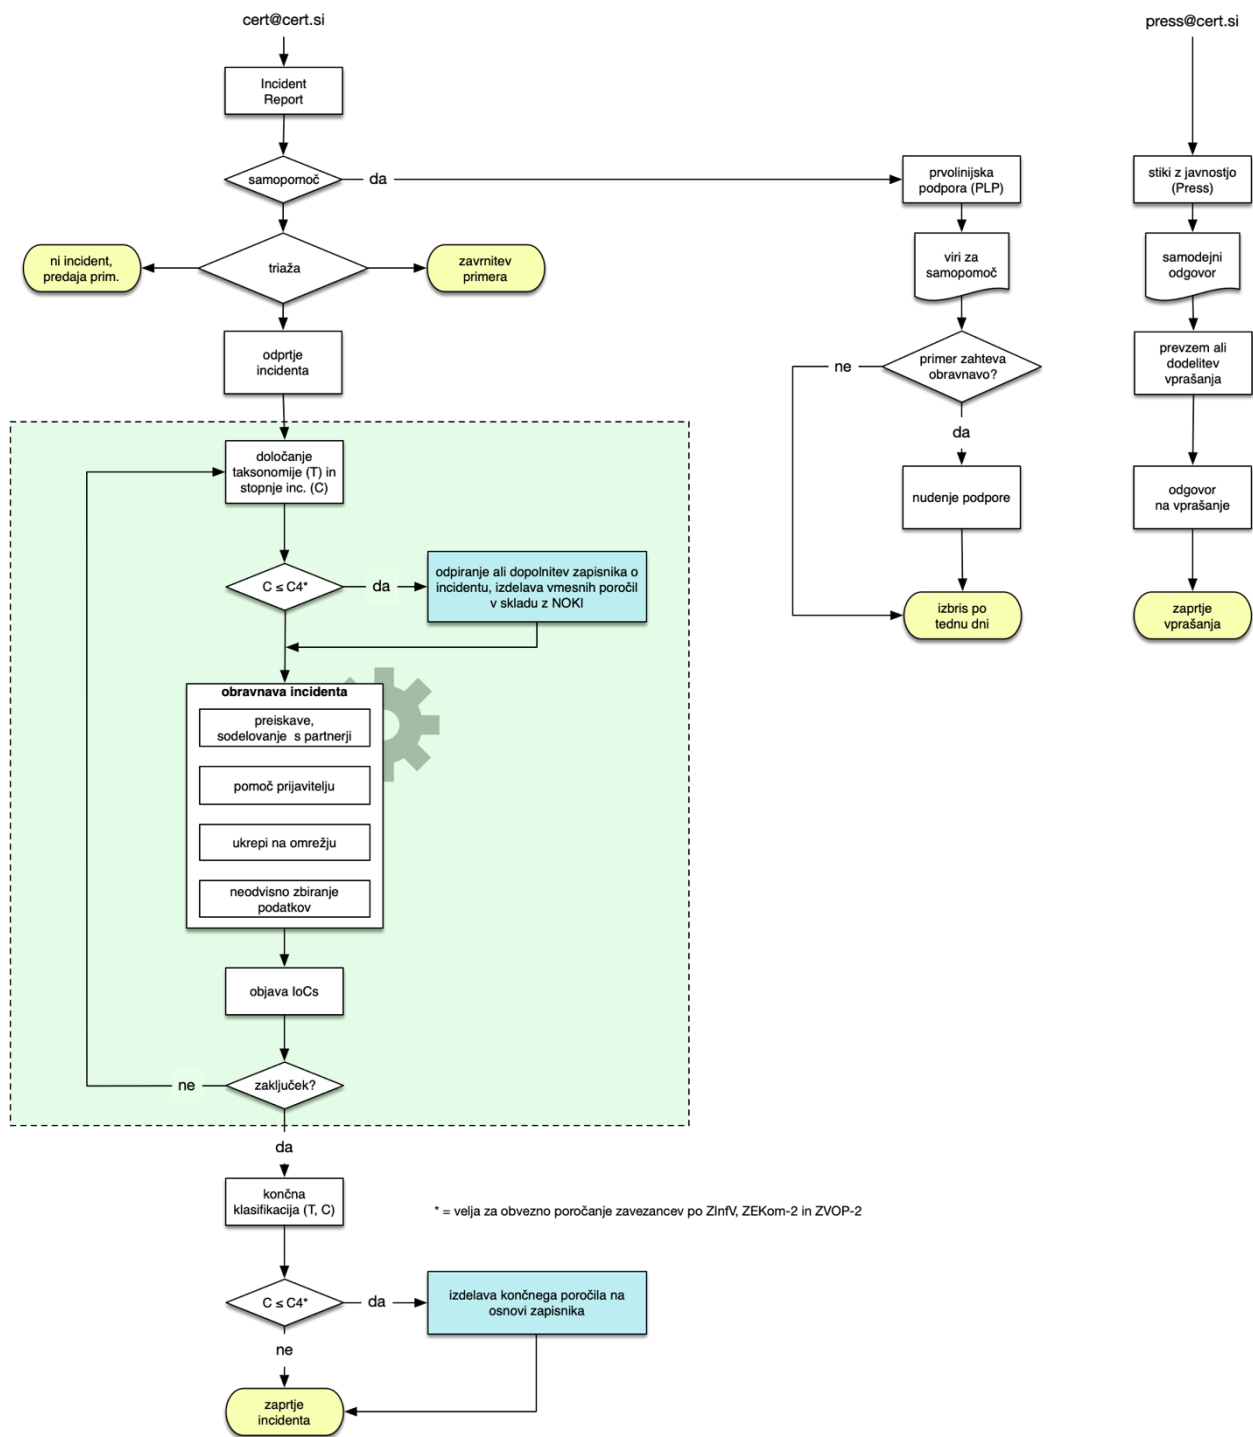 cert@cert.si
press@cert.si
Incident
Report
samopomoč
da
prvolinijska
podpora (PLP)
stiki z javnostjo
(Press)
ni incident,
predaja prim.
triaža
zavrnitev
primera
viri za
samopomoč
samodejni
odgovor
odprtje
incidenta
ne
primer zahteva
obravnavo?
prevzem ali
dodelitev
vprašanja
da
določanje
taksonomije (T) in
stopnje inc. (C)
nudenje podpore
odgovor
na vprašanje
C ≤ C4*
da
odpiranje ali dopolnitev zapisnika o
incidentu, izdelava vmesnih poročil
v skladu z NOKI
izbris po
tednu dni
zaprtje
vprašanja
obravnava incidenta
preiskave,
sodelovanje s partnerji
pomoč prijavitelju
ukrepi na omrežju
neodvisno zbiranje
podatkov
objava IoCs
ne
zaključek?
da
končna
klasifikacija (T, C)
* = velja za obvezno poročanje zavezancev po ZInfV, ZEKom-2 in ZVOP-2
C ≤ C4*
da
izdelava končnega poročila na
osnovi zapisnika
ne
zaprtje
incidenta